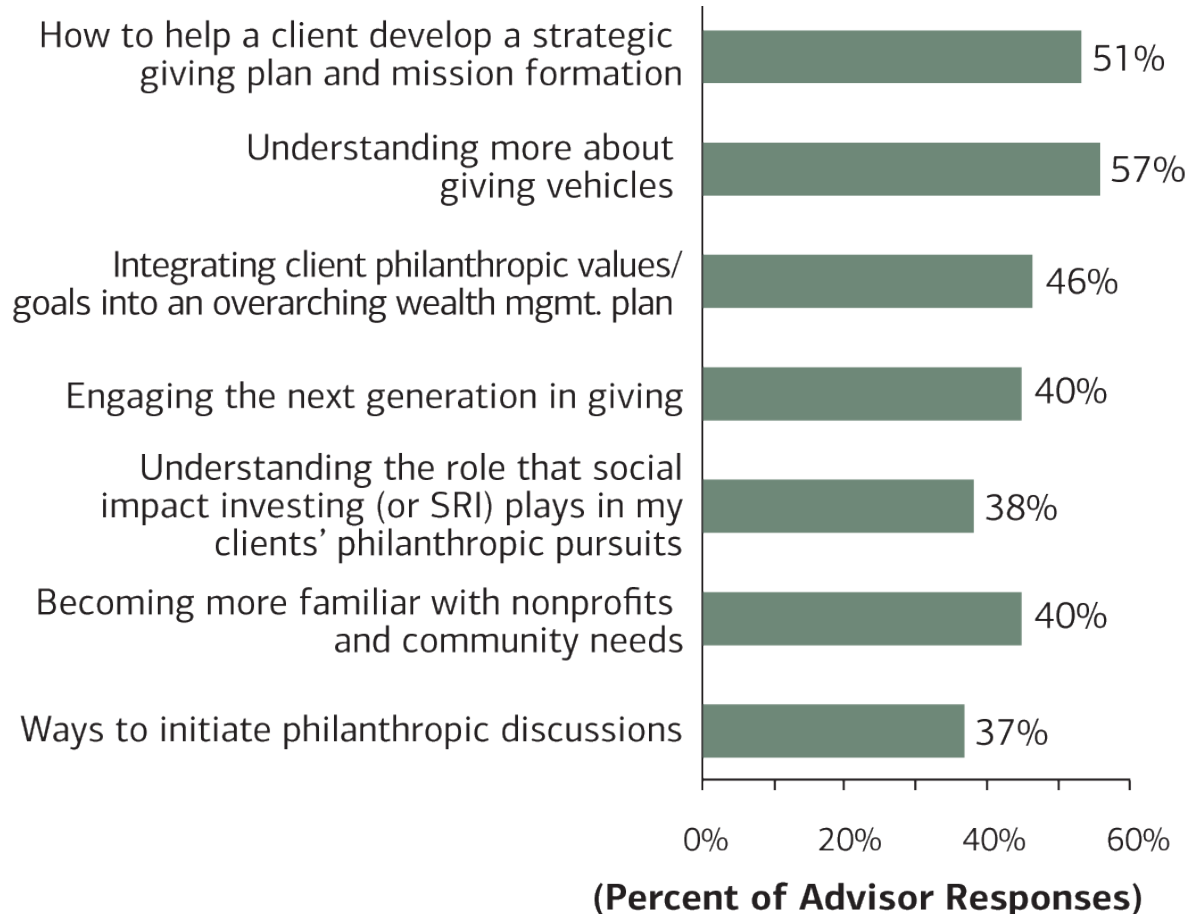 How to help a client develop a strategic
giving plan and mission formation
51%
Understanding more about
giving vehicles
57%
Integrating client philanthropic values/
goals into an overarching wealth mgmt. plan
46%
Engaging the next generation in giving
40%
Understanding the role that social
impact investing (or SRI) plays in my
clients’ philanthropic pursuits
38%
Becoming more familiar with nonprofits
and community needs
40%
Ways to initiate philanthropic discussions
37%
0% 20% 40% 60%
(Percent of Advisor Responses)